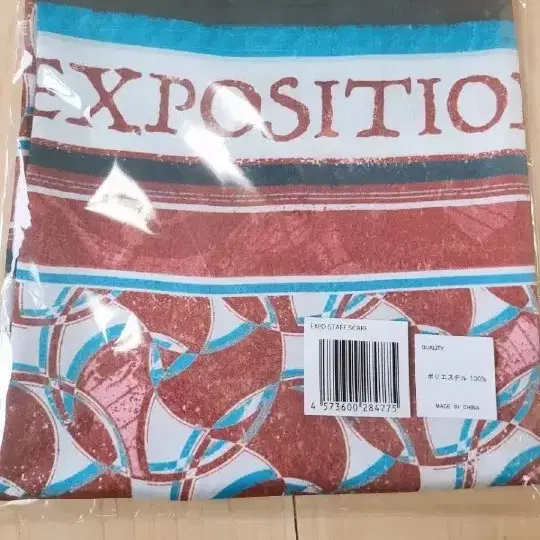 EXPOSITIO
EXPO STAFF SCARF
4 573600 284775
QUALITY
ポリエステル 100%
MADE IN CHINA